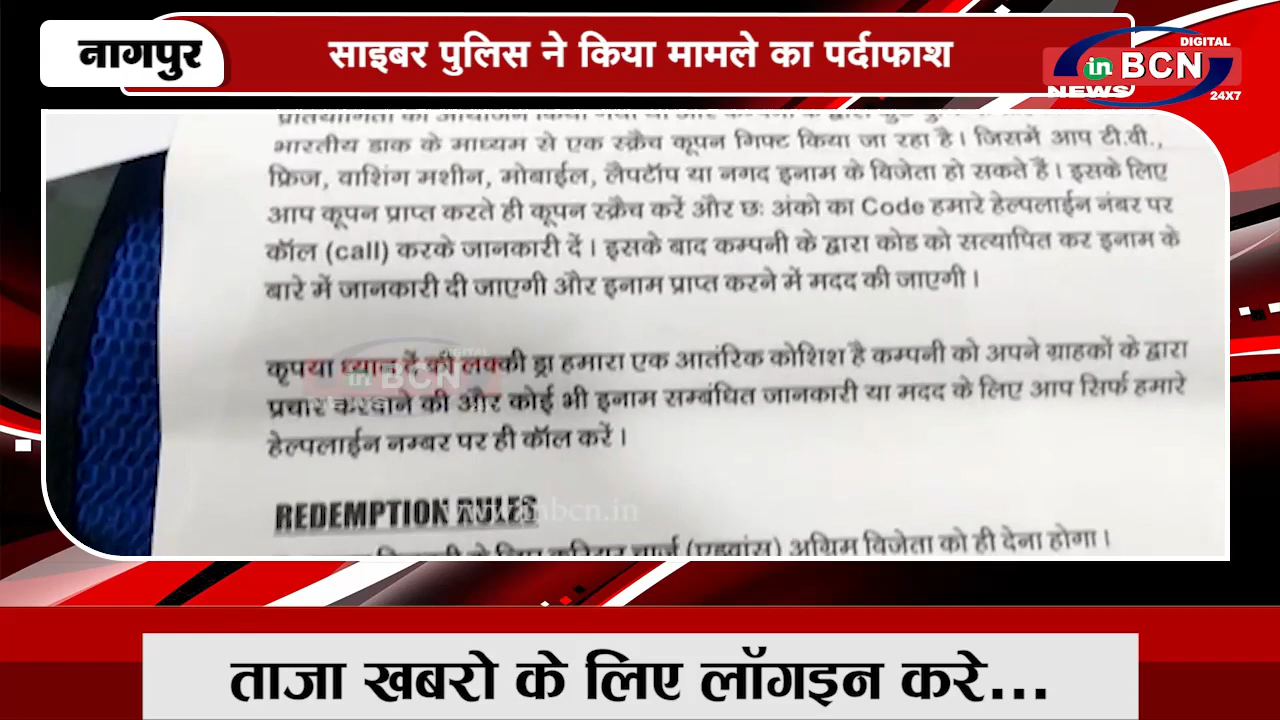 नागपुर
साइबर पुलिस ने किया मामले का पर्दाफाश
DIGITAL
in BCN
NEWS
24X7
भारतीय डाक के माध्यम से एक स्क्रैच कूपन गिफ्ट किया जा रहा है। जिसमें आप टी.वी.,
फ्रिज, वाशिंग मशीन, मोबाईल, लैपटॉप या नगद इनाम के विजेता हो सकते हैं। इसके लिए
आप कूपन प्राप्त करते ही कूपन स्क्रैच करें और छः अंको का Code हमारे हेल्पलाईन नंबर पर
कॉल (call) करके जानकारी दें। इसके बाद कम्पनी के द्वारा कोड को सत्यापित कर इनाम के
बारे में जानकारी दी जाएगी और इनाम प्राप्त करने में मदद की जाएगी।
कृपया ध्यान दें की लक्की ड्रा हमारा एक आतंरिक कोशिश है कम्पनी को अपने ग्राहकों के द्वारा
प्रचार करवाने की और कोई भी इनाम सम्बंधित जानकारी या मदद के लिए आप सिर्फ हमारे
हेल्पलाईन नम्बर पर ही कॉल करें।
REDEMPTION RULES
चार्ज (एडवांस) अग्रिम विजेता को ही देना होगा।
ताजा खबरो के लिए लॉगइन करे...